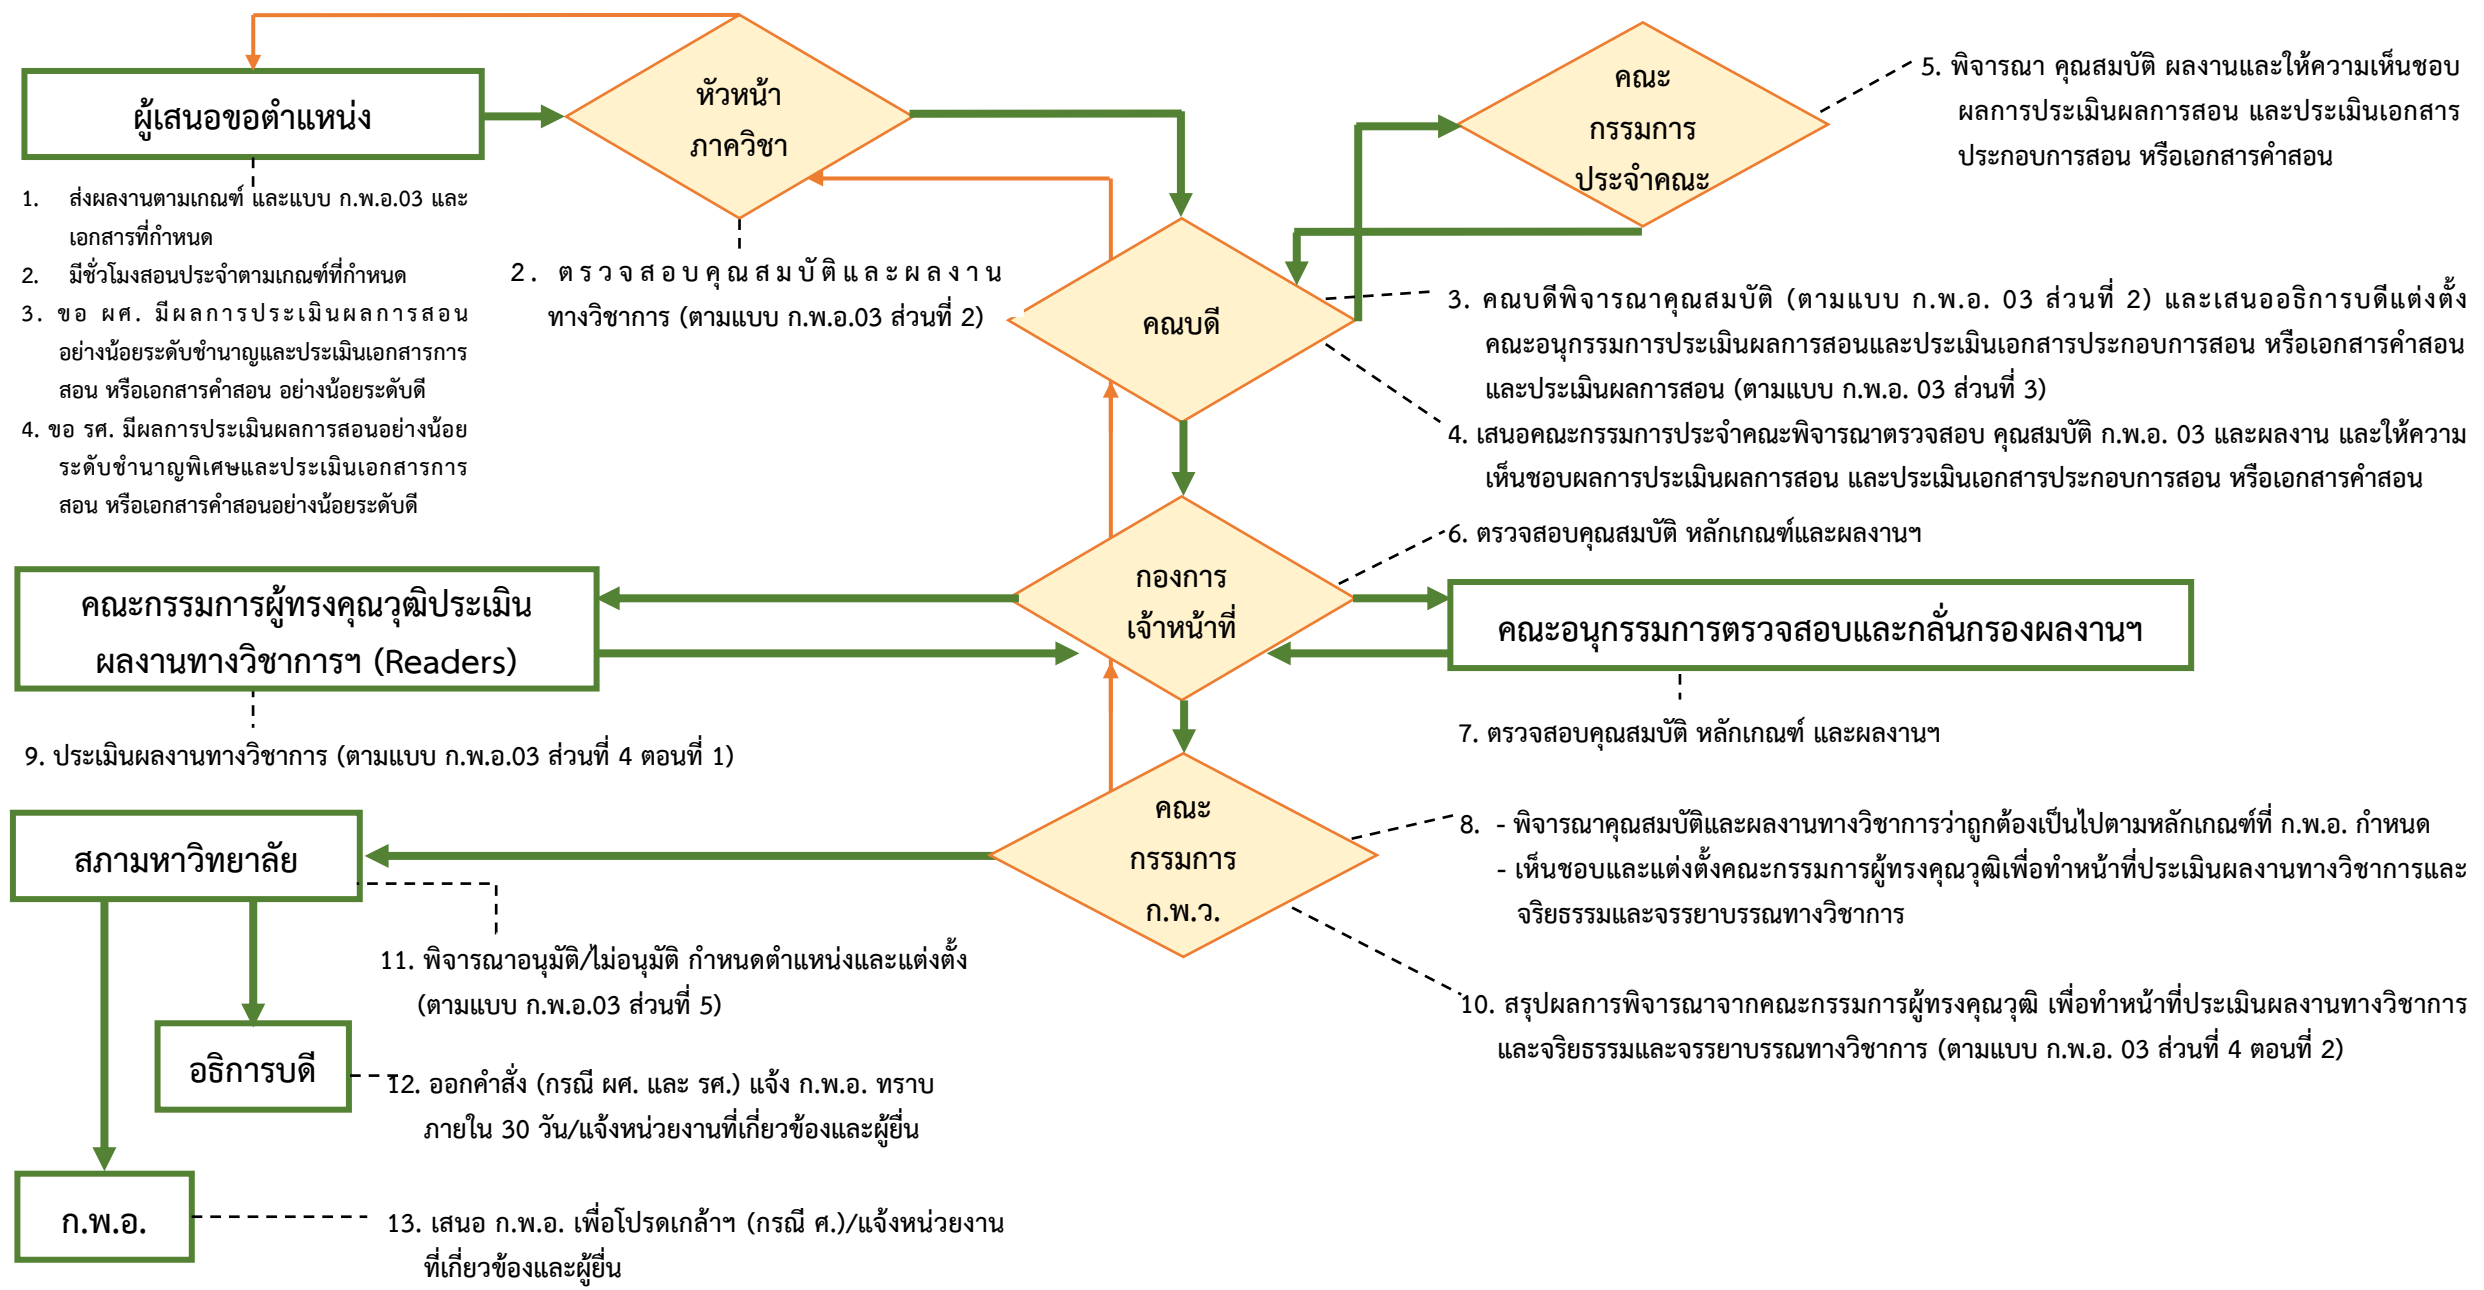 ผู้เสนอขอตำแหน่ง
หัวหน้า
ภาควิชา
คณะ
กรรมการ
ประจำคณะ
5. พิจารณา คุณสมบัติ ผลงานและให้ความเห็นชอบ
ผลการประเมินผลการสอน และประเมินเอกสาร
ประกอบการสอน หรือเอกสารคำสอน
1. ส่งผลงานตามเกณฑ์ และแบบ ก.พ.อ.03 และ
เอกสารที่กำหนด
2. มีชั่วโมงสอนประจำตามเกณฑ์ที่กำหนด
3. ขอ ผศ. มีผลการประเมินผลการสอน
อย่างน้อยระดับชำนาญและประเมินเอกสารการ
สอน หรือเอกสารคำสอน อย่างน้อยระดับดี
4. ขอ รศ. มีผลการประเมินผลการสอนอย่างน้อย
ระดับชำนาญพิเศษและประเมินเอกสารการ
สอน หรือเอกสารคำสอนอย่างน้อยระดับดี
2. ตรวจสอบคุณสมบัติและผลงาน
ทางวิชาการ (ตามแบบ ก.พ.อ.03 ส่วนที่ 2)
คณบดี
3. คณบดีพิจารณาคุณสมบัติ (ตามแบบ ก.พ.อ. 03 ส่วนที่ 2) และเสนออธิการบดีแต่งตั้ง
คณะอนุกรรมการประเมินผลการสอนและประเมินเอกสารประกอบการสอน หรือเอกสารคำสอน
และประเมินผลการสอน (ตามแบบ ก.พ.อ. 03 ส่วนที่ 3)
4. เสนอคณะกรรมการประจำคณะพิจารณาตรวจสอบ คุณสมบัติ ก.พ.อ. 03 และผลงาน และให้ความ
เห็นชอบผลการประเมินผลการสอน และประเมินเอกสารประกอบการสอน หรือเอกสารคำสอน
6. ตรวจสอบคุณสมบัติ หลักเกณฑ์และผลงานฯ
กองการ
เจ้าหน้าที่
คณะกรรมการผู้ทรงคุณวุฒิประเมิน
ผลงานทางวิชาการฯ (Readers)
คณะอนุกรรมการตรวจสอบและกลั่นกรองผลงานฯ
7. ตรวจสอบคุณสมบัติ หลักเกณฑ์ และผลงานฯ
9. ประเมินผลงานทางวิชาการ (ตามแบบ ก.พ.อ.03 ส่วนที่ 4 ตอนที่ 1)
คณะ
กรรมการ
ก.พ.ว.
8. - พิจารณาคุณสมบัติและผลงานทางวิชาการว่าถูกต้องเป็นไปตามหลักเกณฑ์ที่ ก.พ.อ. กำหนด
- เห็นชอบและแต่งตั้งคณะกรรมการผู้ทรงคุณวุฒิเพื่อทำหน้าที่ประเมินผลงานทางวิชาการและ
จริยธรรมและจรรยาบรรณทางวิชาการ
สภามหาวิทยาลัย
11. พิจารณาอนุมัติ/ไม่อนุมัติ กำหนดตำแหน่งและแต่งตั้ง
(ตามแบบ ก.พ.อ.03 ส่วนที่ 5)
10. สรุปผลการพิจารณาจากคณะกรรมการผู้ทรงคุณวุฒิ เพื่อทำหน้าที่ประเมินผลงานทางวิชาการ
และจริยธรรมและจรรยาบรรณทางวิชาการ (ตามแบบ ก.พ.อ. 03 ส่วนที่ 4 ตอนที่ 2)
อธิการบดี
12. ออกคำสั่ง (กรณี ผศ. และ รศ.) แจ้ง ก.พ.อ. ทราบ
ภายใน 30 วัน/แจ้งหน่วยงานที่เกี่ยวข้องและผู้ยื่น
ก.พ.อ.
13. เสนอ ก.พ.อ. เพื่อโปรดเกล้าฯ (กรณี ศ.)/แจ้งหน่วยงาน
ที่เกี่ยวข้องและผู้ยื่น